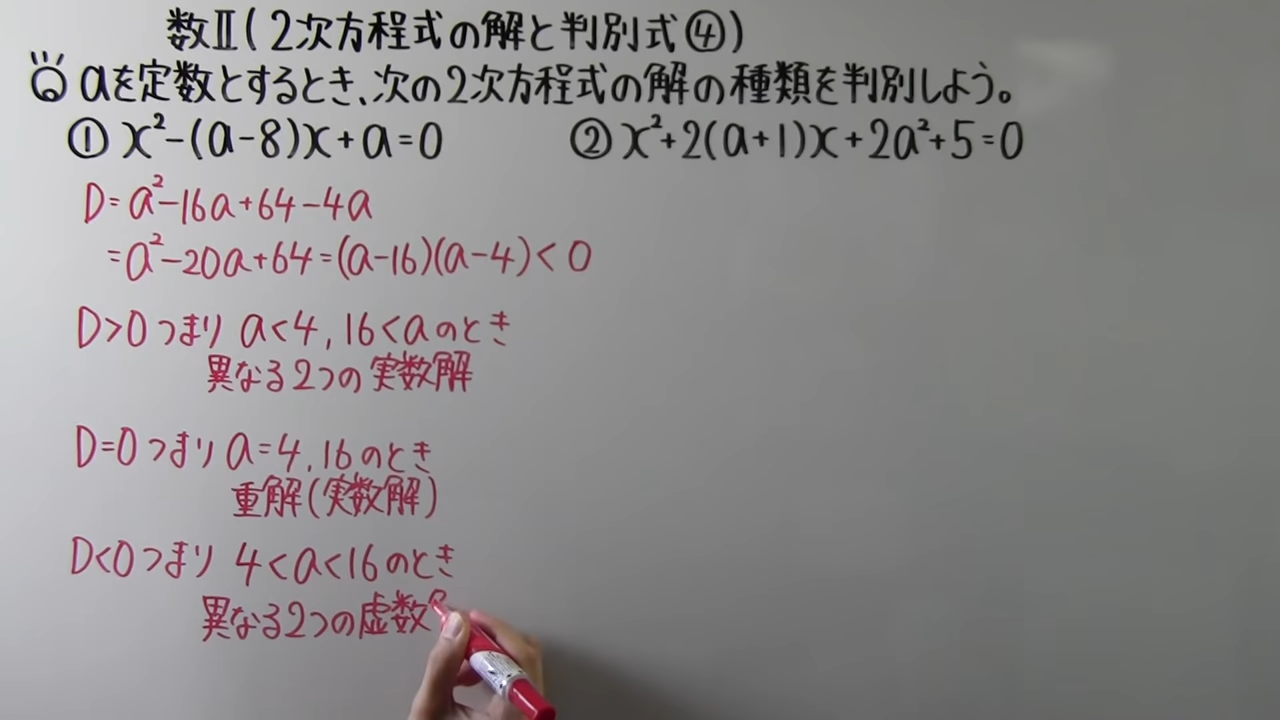 数Ⅱ(2次方程式の解と判別式④)
Q aを定数とするとき、次の2次方程式の解の種類を判別しよう。
① x²-(a-8)x+a=0 ② x²+2(a+1)x+2a²+5=0
D=a²-16a+64-4a
=a²-20a+64=(a-16)(a-4)<0
D>0つまり a<4, 16<aのとき
異なる2つの実数解
D=0つまりa=4,16のとき
重解(実数解)
D<0つまり 4<a<16のとき
異なる2つの虚数